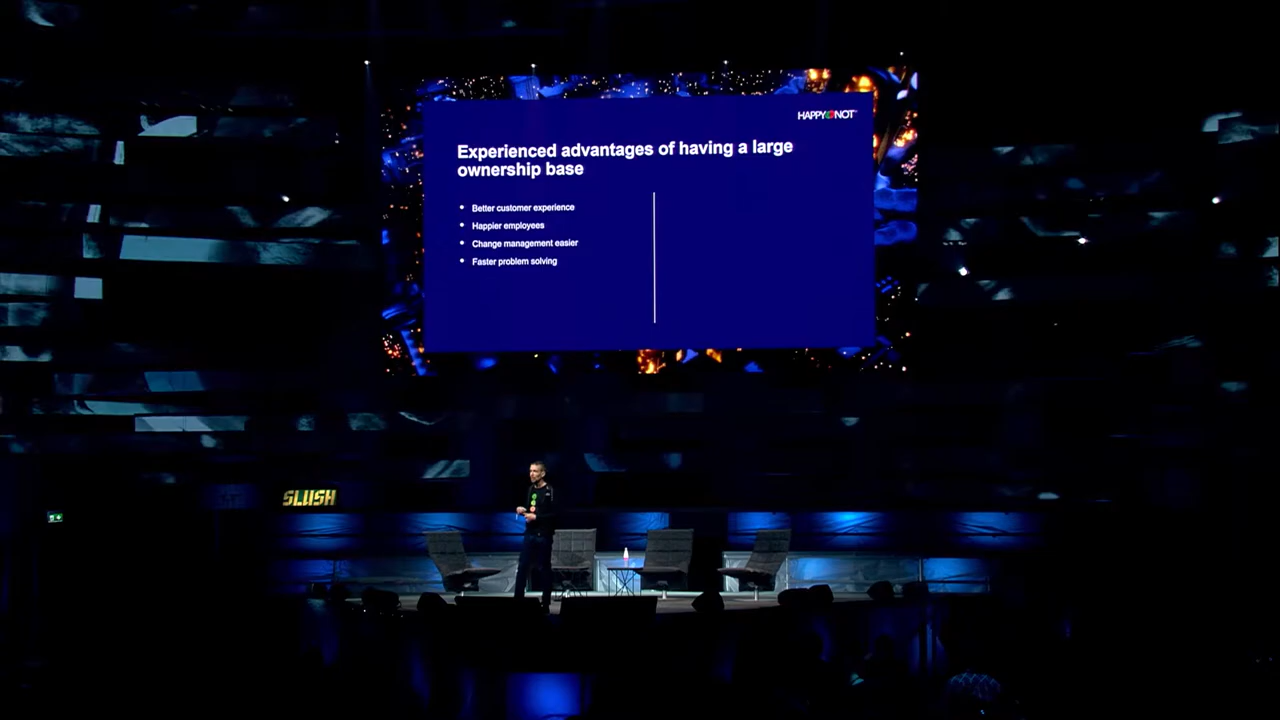 HAPPY NOT
Experienced advantages of having a large
ownership base
Better customer experience
Happier employees
Change management easier
Faster problem solving
SLUSH